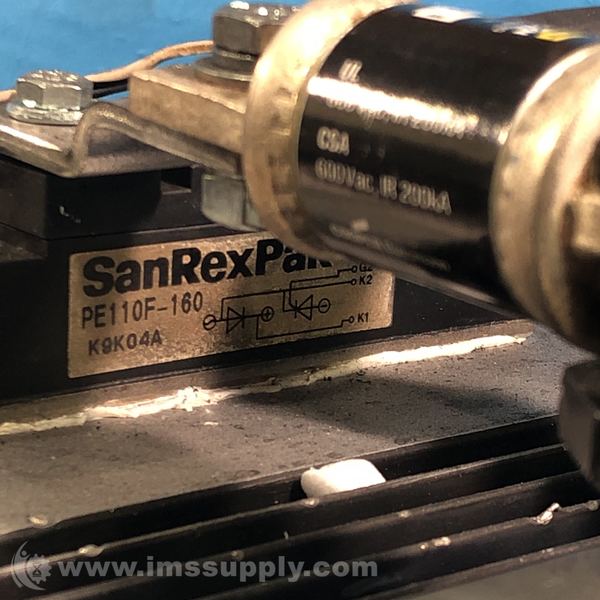 UL
CSA
600Vac IR 200kA
SanRexPak
PE110F-160
K9K04A
G2
K2
K1
www.imssupply.com